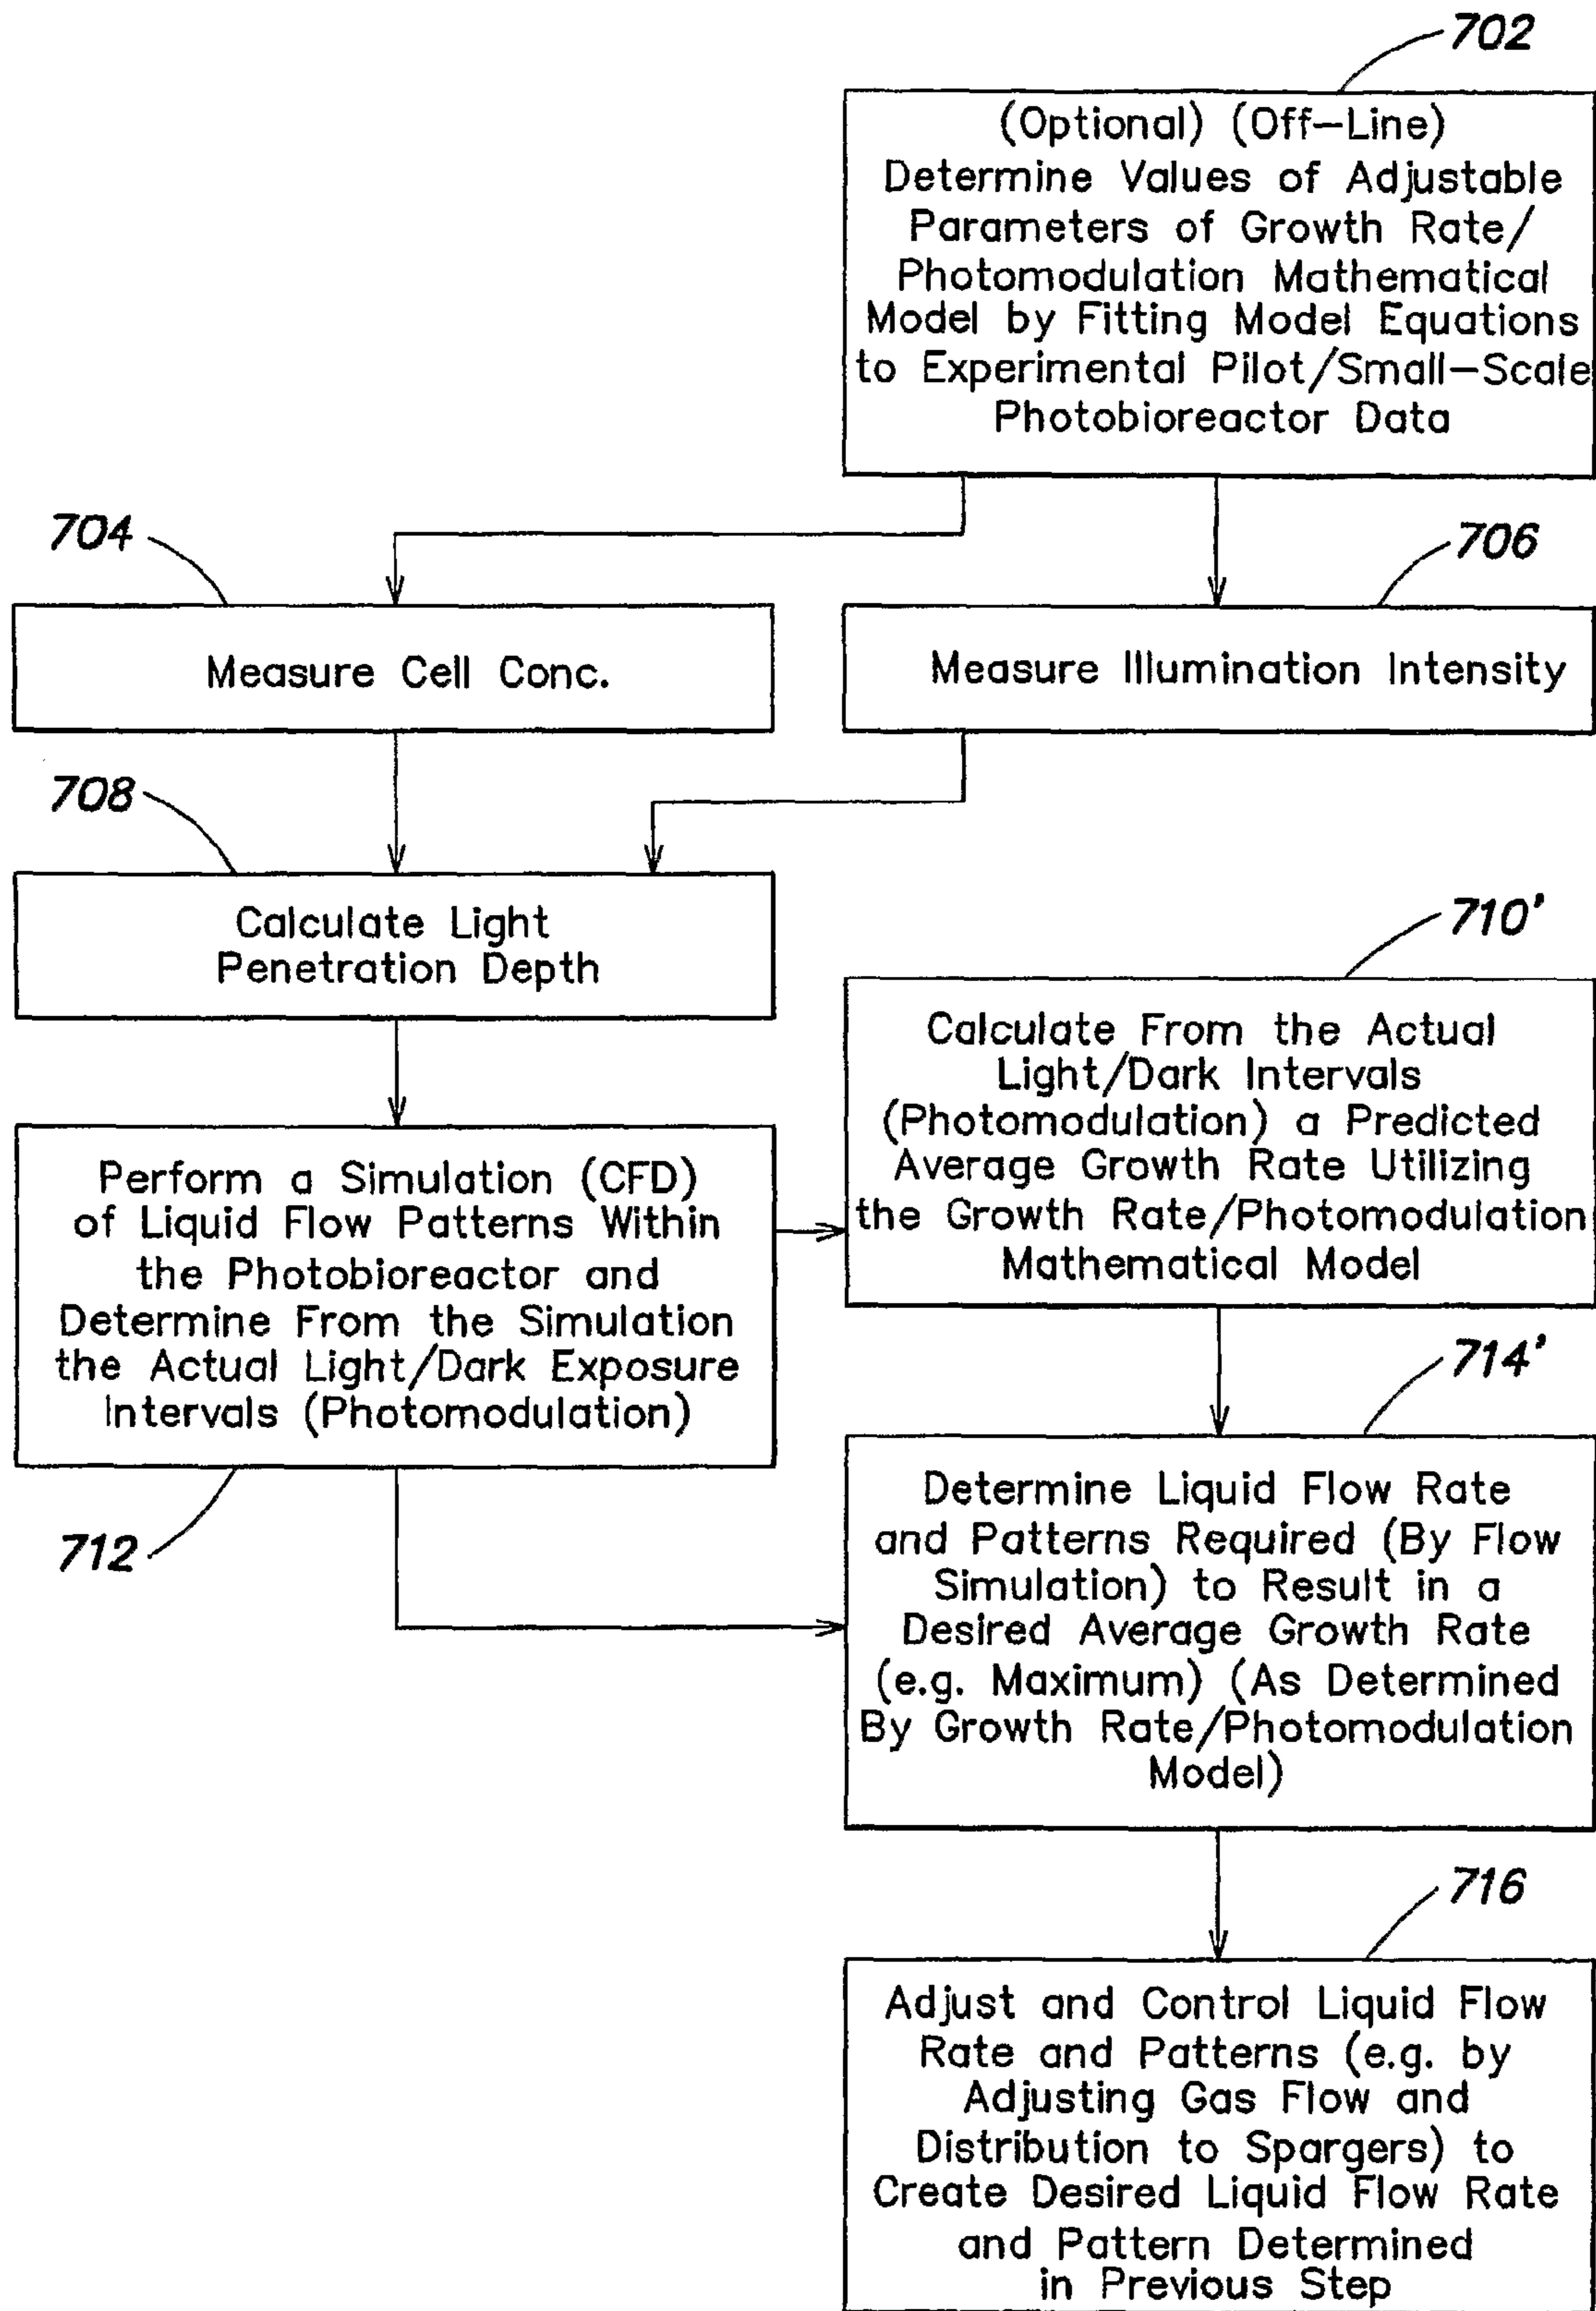 702
(Optional) (Off-Line)
Determine Values of Adjustable
Parameters of Growth Rate/
Photomodulation Mathematical
Model by Fitting Model Equations
to Experimental Pilot/Small-Scale
Photobioreactor Data
704
706
Measure Cell Conc.
Measure Illumination Intensity
708
Calculate Light
Penetration Depth
710'
Calculate From the Actual
Light/Dark Intervals
(Photomodulation) a Predicted
Average Growth Rate Utilizing
the Growth Rate/Photomodulation
Mathematical Model
Perform a Simulation (CFD)
of Liquid Flow Patterns Within
the Photobioreactor and
Determine From the Simulation
the Actual Light/Dark Exposure
Intervals (Photomodulation)
712
714'
Determine Liquid Flow Rate
and Patterns Required (By Flow
Simulation) to Result in a
Desired Average Growth Rate
(e.g. Maximum) (As Determined
By Growth Rate/Photomodulation
Model)
716
Adjust and Control Liquid Flow
Rate and Patterns (e.g. by
Adjusting Gas Flow and
Distribution to Spargers) to
Create Desired Liquid Flow Rate
and Pattern Determined
in Previous Step